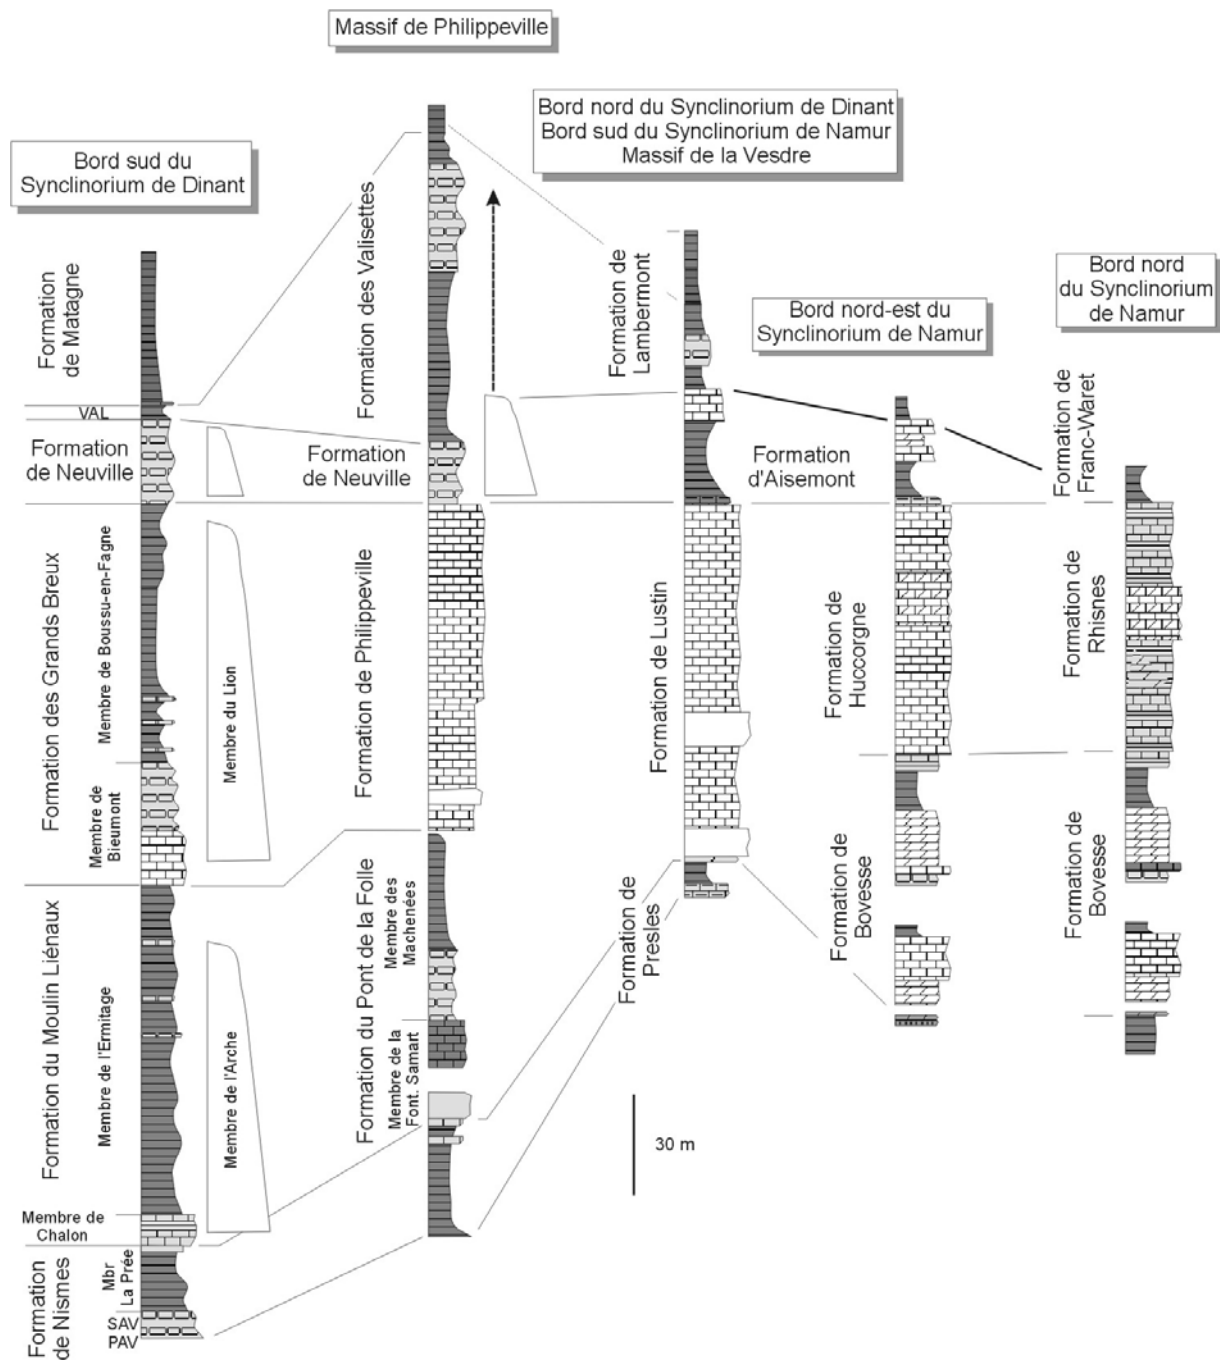 Massif de Philippeville
Bord sud du
Synclinorium de Dinant
Bord nord du Synclinorium de Dinant
Bord sud du Synclinorium de Namur
Massif de la Vesdre
Bord nord-est du
Synclinorium de Namur
Bord nord
du Synclinorium
de Namur
Formation
de Matagne
VAL
Formation
de Neuville
Formation des Grands Breux
Membre de Boussu-en-Fagne
Membre de
Bieumont
Membre du Lion
Formation du Moulin Liénaux
Membre de l'Ermitage
Membre de l'Arche
Membre de
Chalon
Formation
de Nismes
Mbr
La Prée
SAV
PAV
Formation des Valisettes
Formation
de Neuville
Formation de Philippeville
Formation du Pont de la Folle
Membre des
Machenées
Membre de la
Font. Samart
Formation de
Lambermont
Formation
d'Aisemont
Formation de Lustin
Formation de
Presles
30 m
Formation de
Huccorgne
Formation de
Bovesse
Formation de
Franc-Waret
Formation de
Rhisnes
Formation de
Bovesse